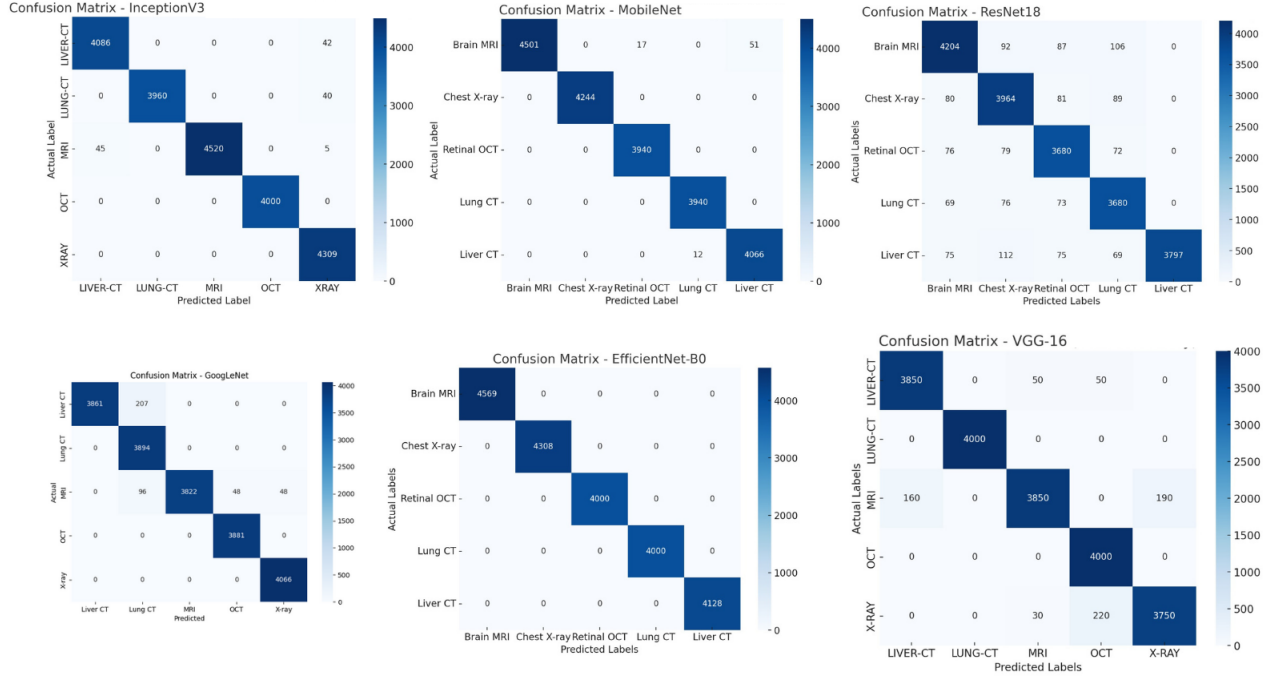 Confusion Matrix - InceptionV3
LIVER-CT 4086 0 0 0 42
LUNG-CT 0 3960 0 0 40
MRI 45 0 4520 0 5
OCT 0 0 0 4000 0
XRAY 0 0 0 0 4309
LIVER-CT LUNG-CT MRI OCT XRAY
Predicted Label
Actual Label
4000
3000
2000
1000
0
Confusion Matrix - MobileNet
Brain MRI 4501 0 17 0 51
Chest X-ray 0 4244 0 0 0
Retinal OCT 0 0 3940 0 0
Lung CT 0 0 0 3940 0
Liver CT 0 0 0 12 4066
Brain MRI Chest X-ray Retinal OCT Lung CT Liver CT
Predicted Label
Actual Label
4000
3000
2000
1000
0
Confusion Matrix - ResNet18
Brain MRI 4204 92 87 106 0
Chest X-ray 80 3964 81 89 0
Retinal OCT 76 79 3680 72 0
Lung CT 69 76 73 3680 0
Liver CT 75 112 75 69 3797
Brain MRI Chest X-ray Retinal OCT Lung CT Liver CT
Predicted Labels
Actual Labels
4000
3500
3000
2500
2000
1500
1000
500
0
Confusion Matrix - GoogLeNet
Liver CT 3861 207 0 0 0
Lung CT 0 3894 0 0 0
MRI 0 96 3822 48 48
OCT 0 0 0 3881 0
X-ray 0 0 0 0 4066
Liver CT Lung CT MRI OCT X-ray
Predicted
Actual
4000
3500
3000
2500
2000
1500
1000
500
0
Confusion Matrix - EfficientNet-B0
Brain MRI 4569 0 0 0 0
Chest X-ray 0 4308 0 0 0
Retinal OCT 0 0 4000 0 0
Lung CT 0 0 0 4000 0
Liver CT 0 0 0 0 4128
Brain MRI Chest X-ray Retinal OCT Lung CT Liver CT
Predicted Labels
Actual Labels
4000
3000
2000
1000
0
Confusion Matrix - VGG-16
LIVER-CT 3850 0 50 50 0
LUNG-CT 0 4000 0 0 0
MRI 160 0 3850 0 190
OCT 0 0 0 4000 0
X-RAY 0 0 30 220 3750
LIVER-CT LUNG-CT MRI OCT X-RAY
Predicted Labels
Actual Labels
4000
3500
3000
2500
2000
1500
1000
500
0